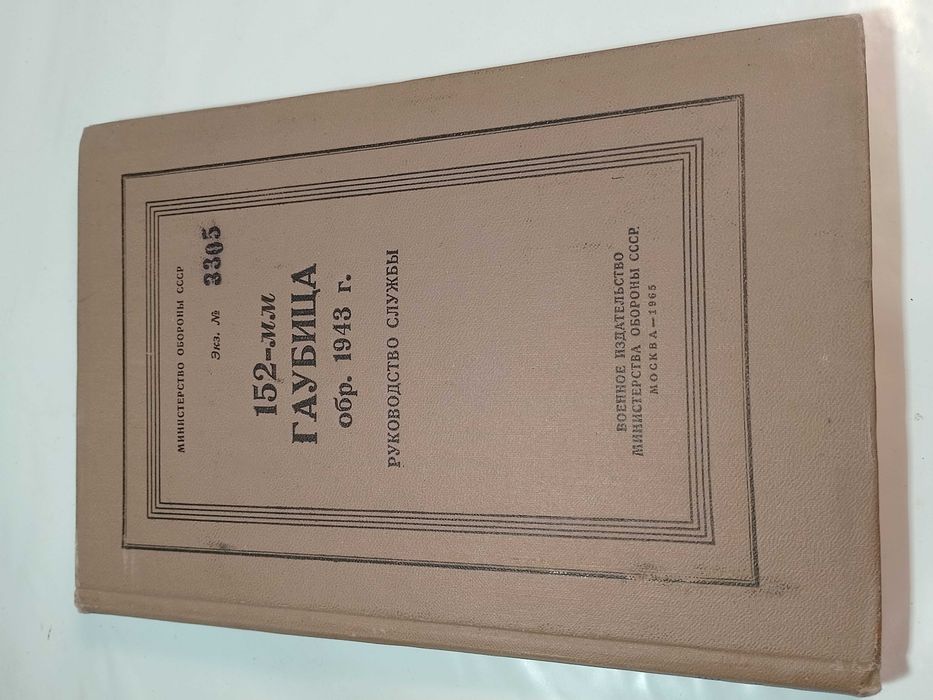 МИНИСТЕРСТВО ОБОРОНЫ СССР
Экз. № 3305
152-мм
ГАУБИЦА
обр. 1943 г.
РУКОВОДСТВО СЛУЖБЫ
ВОЕННОЕ ИЗДАТЕЛЬСТВО
МИНИСТЕРСТВА ОБОРОНЫ СССР.
МОСКВА—1965